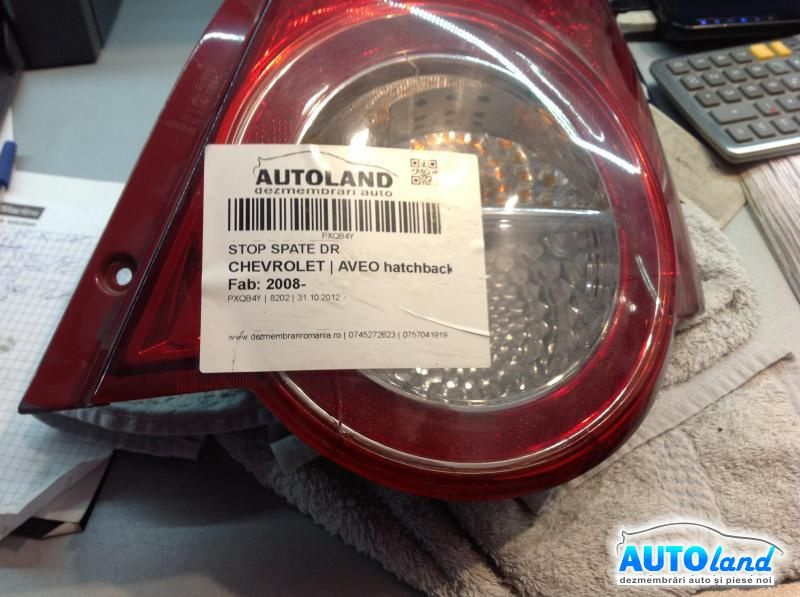 AUTOLAND
dezmembrări auto
PXQB4Y
STOP SPATE DR
CHEVROLET | AVEO hatchback
Fab: 2008-
PXQB4Y | 8202 | 31.10.2012
www.dezmembrariromania.ro | 0745272623 | 0757041919
AUTOland
dezmembrări auto și piese noi